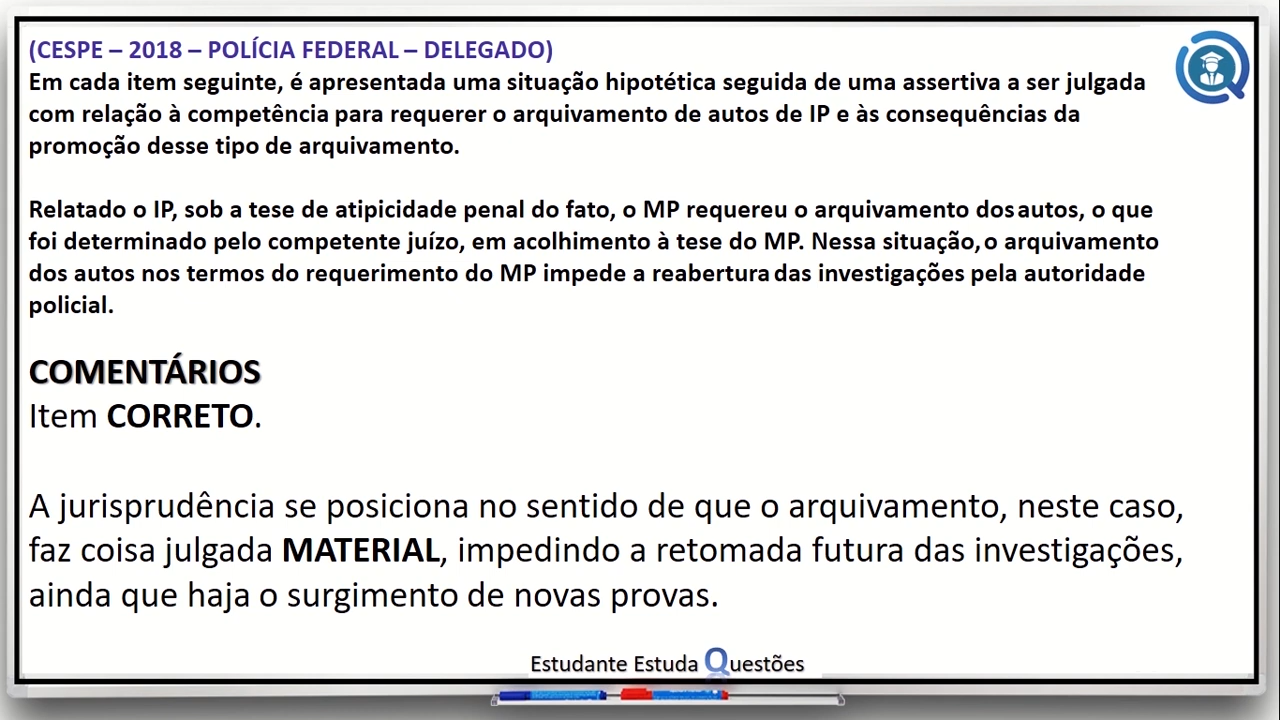 (CESPE – 2018 – POLÍCIA FEDERAL – DELEGADO)
Em cada item seguinte, é apresentada uma situação hipotética seguida de uma assertiva a ser julgada
com relação à competência para requerer o arquivamento de autos de IP e às consequências da
promoção desse tipo de arquivamento.
Relatado o IP, sob a tese de atipicidade penal do fato, o MP requereu o arquivamento dos autos, o que
foi determinado pelo competente juízo, em acolhimento à tese do MP. Nessa situação, o arquivamento
dos autos nos termos do requerimento do MP impede a reabertura das investigações pela autoridade
policial.
COMENTÁRIOS
Item CORRETO.
A jurisprudência se posiciona no sentido de que o arquivamento, neste caso,
faz coisa julgada MATERIAL, impedindo a retomada futura das investigações,
ainda que haja o surgimento de novas provas.
Estudante Estuda Questões